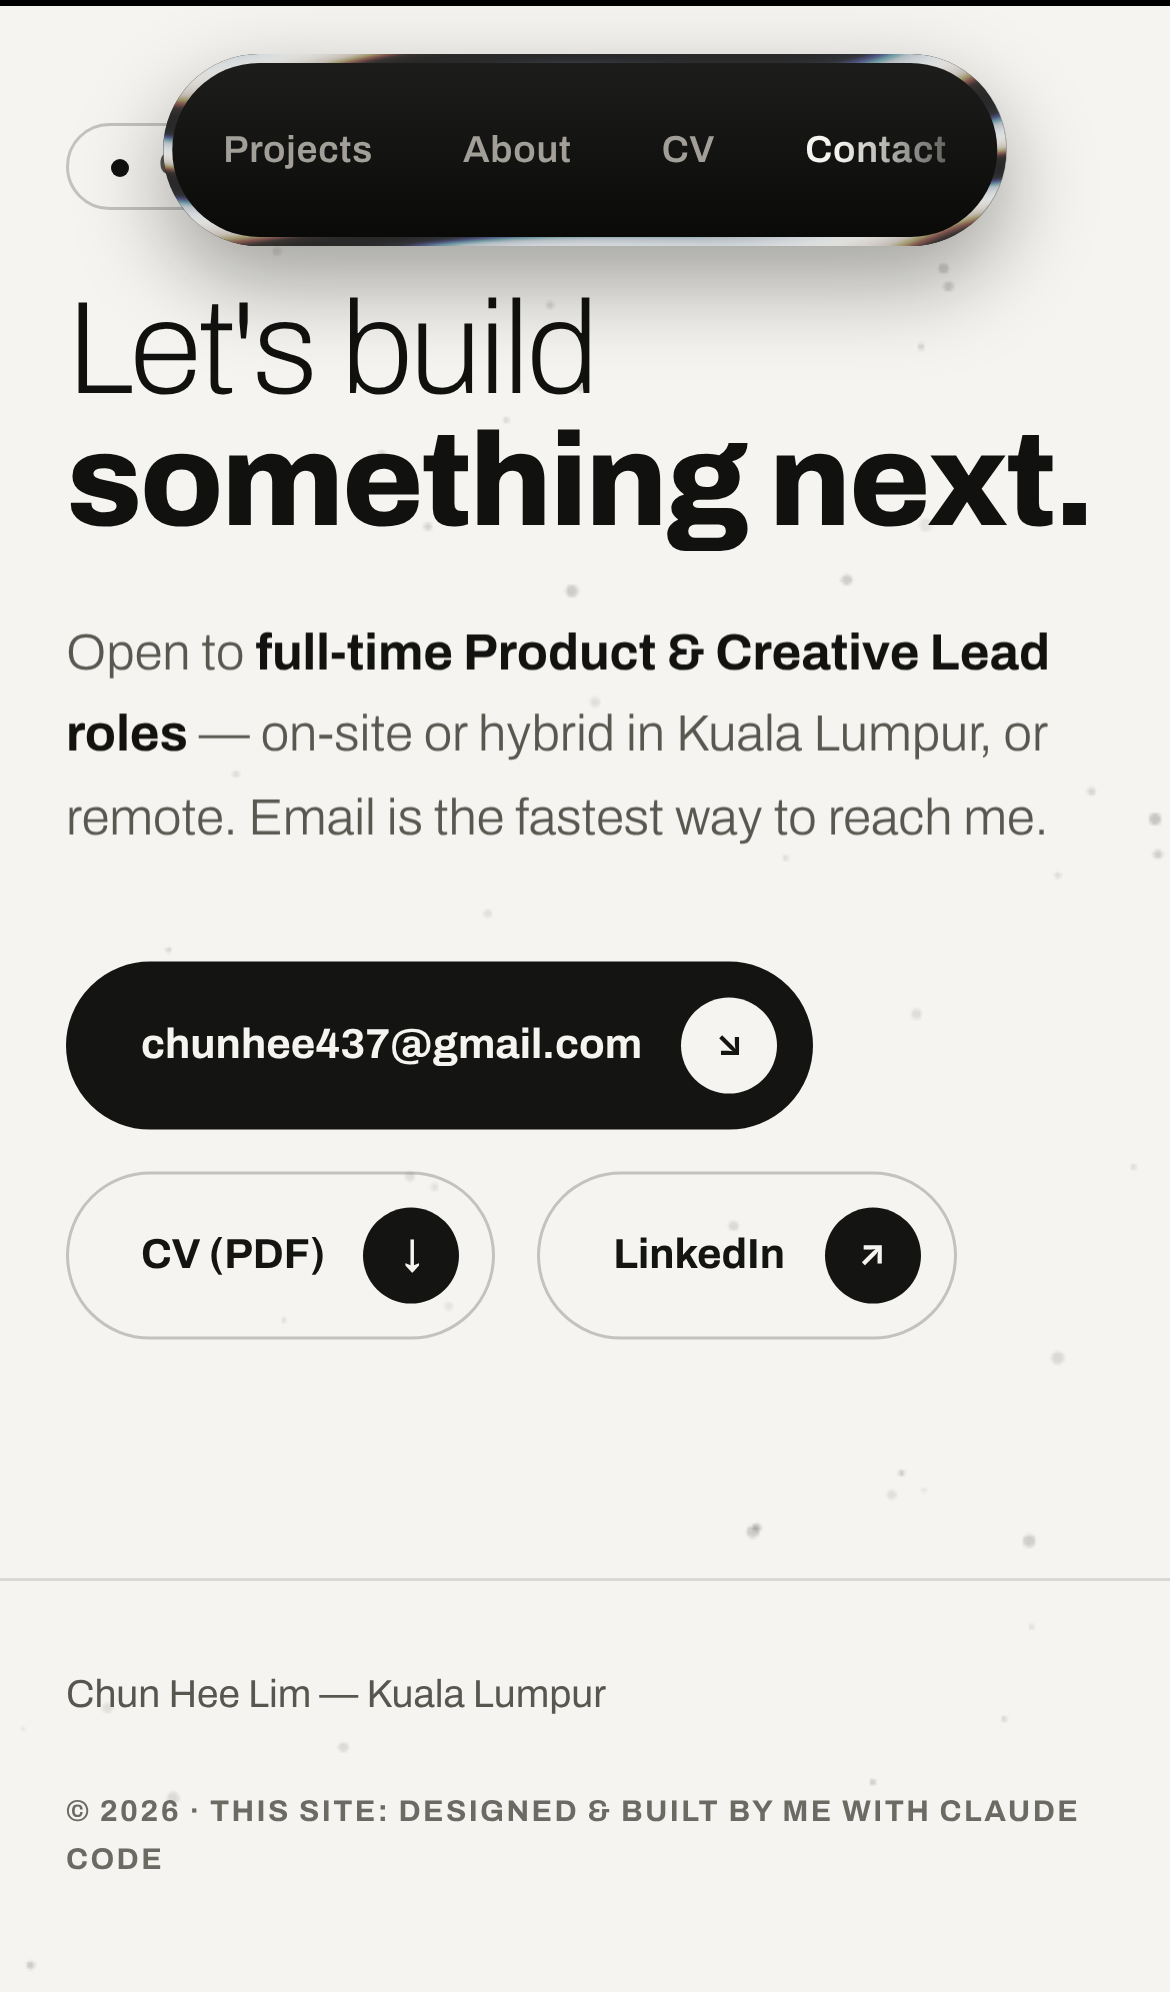 Projects About CV Contact
Let's build
something next.
Open to full-time Product & Creative Lead
roles — on-site or hybrid in Kuala Lumpur, or
remote. Email is the fastest way to reach me.
chunhee437@gmail.com
CV (PDF) LinkedIn
Chun Hee Lim — Kuala Lumpur
© 2026 · THIS SITE: DESIGNED & BUILT BY ME WITH CLAUDE
CODE